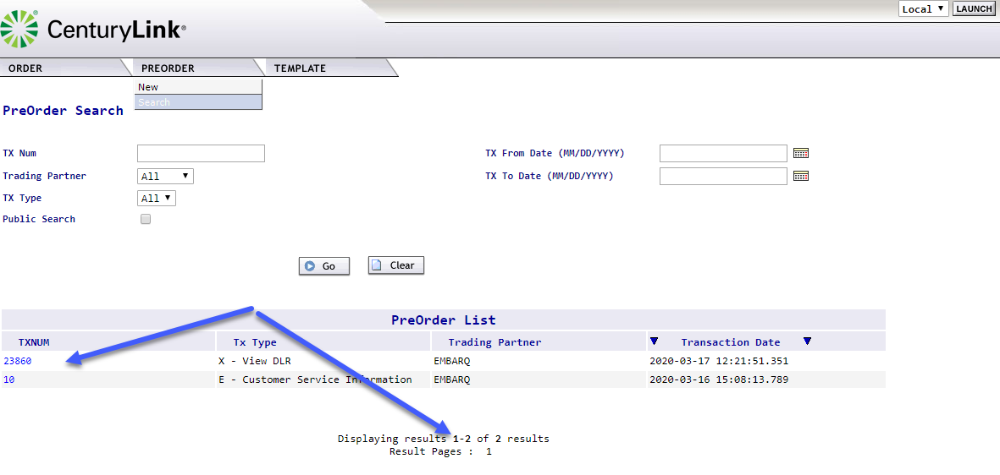 Local LAUNCH
CenturyLink®
ORDER PREORDER TEMPLATE
New
Search
PreOrder Search
TX Num TX From Date (MM/DD/YYYY)
Trading Partner All TX To Date (MM/DD/YYYY)
TX Type All
Public Search
Go Clear
PreOrder List
TXNUM Tx Type Trading Partner Transaction Date
23860 X - View DLR EMBARQ 2020-03-17 12:21:51.351
10 E - Customer Service Information EMBARQ 2020-03-16 15:08:13.789
Displaying results 1-2 of 2 results
Result Pages : 1